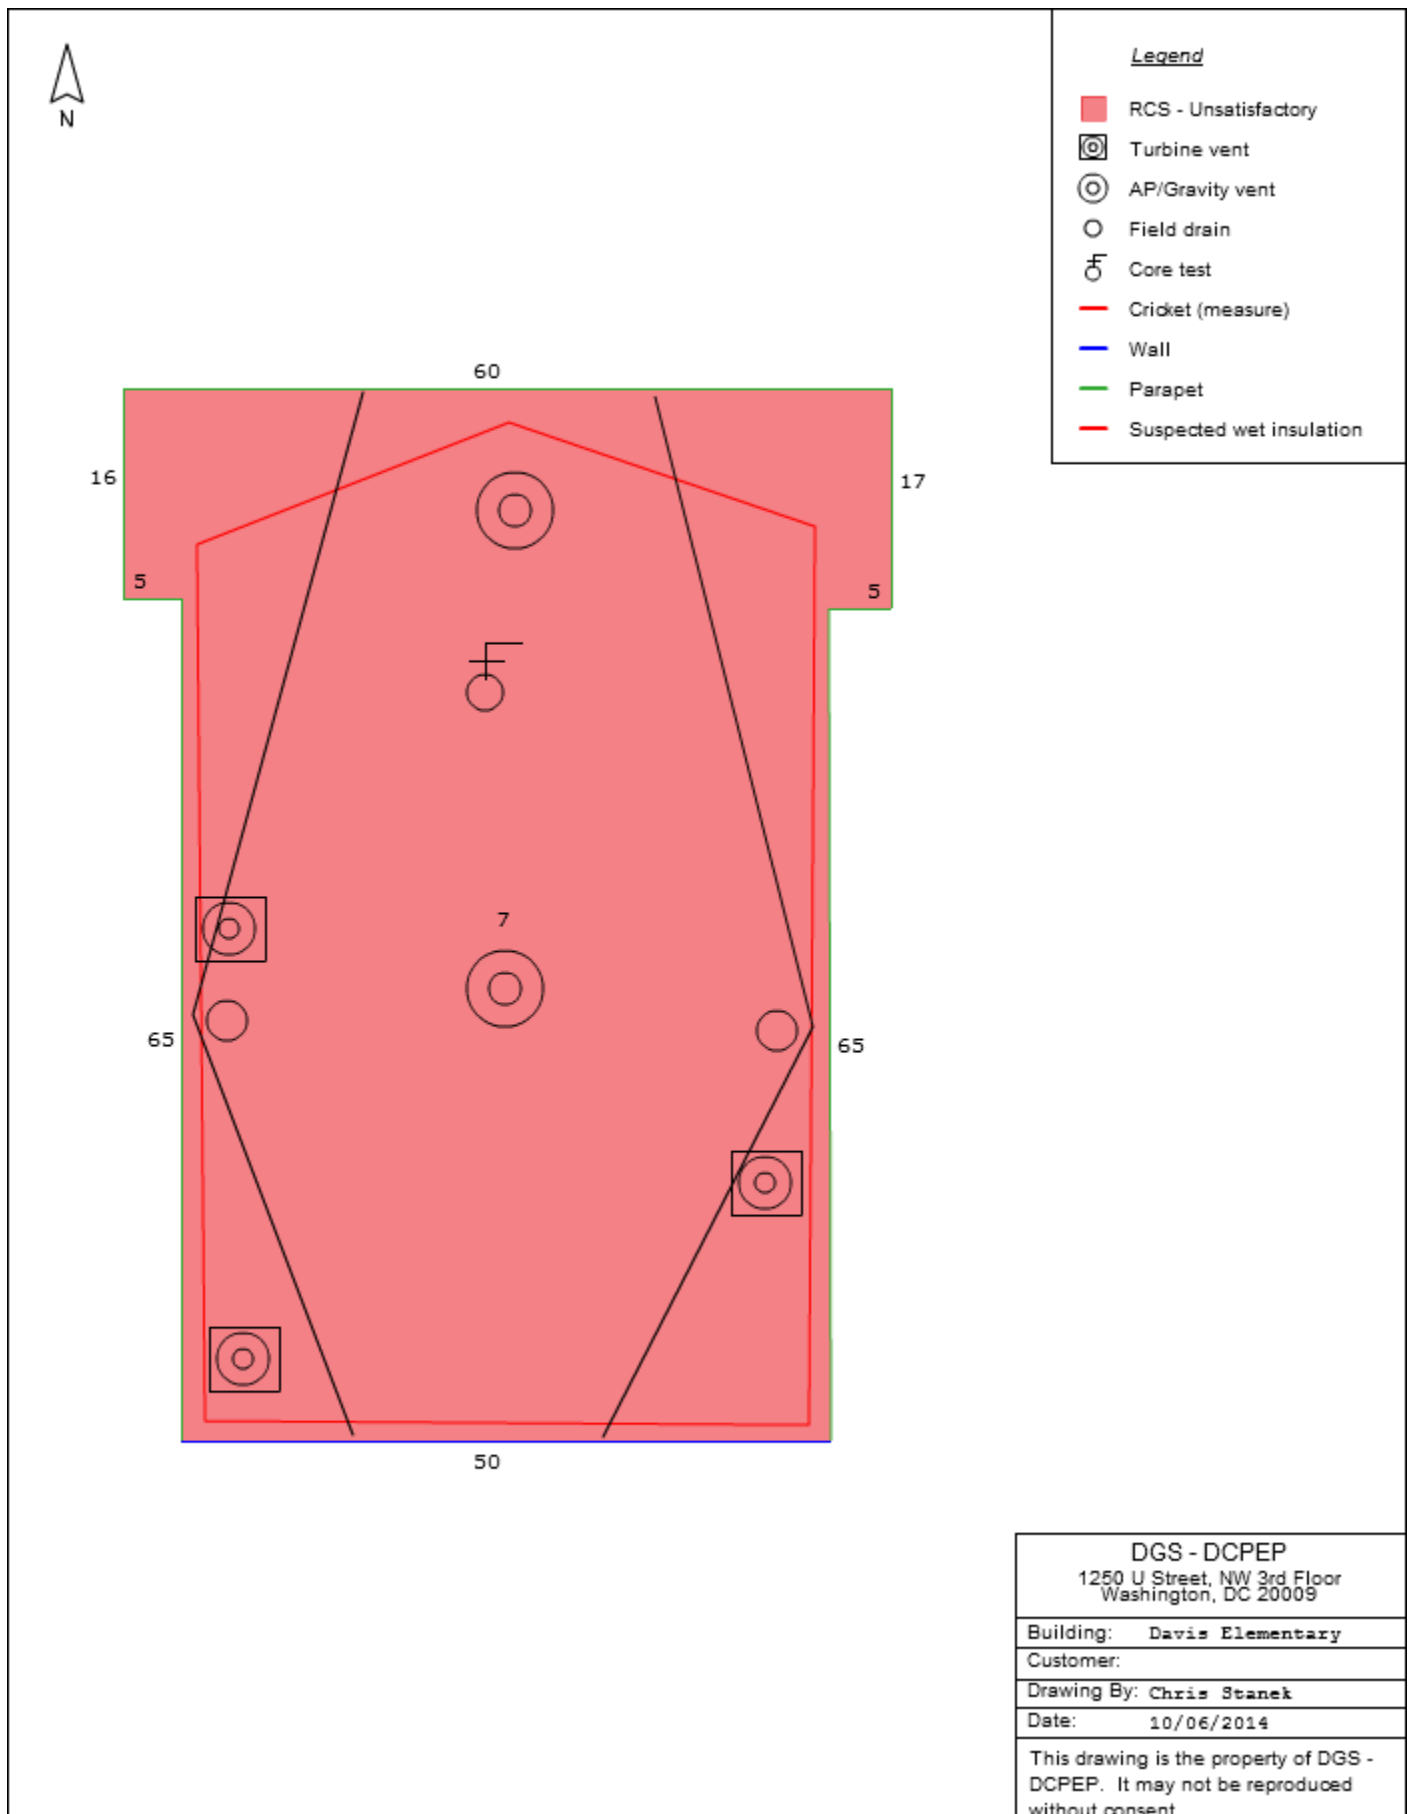 N
Legend
RCS - Unsatisfactory
Turbine vent
AP/Gravity vent
Field drain
Core test
Cricket (measure)
Wall
Parapet
Suspected wet insulation
60
16
17
5
5
7
65
65
50
DGS - DCPEP
1250 U Street, NW 3rd Floor
Washington, DC 20009
Building: Davis Elementary
Customer:
Drawing By: Chris Stanek
Date: 10/06/2014
This drawing is the property of DGS -
DCPEP. It may not be reproduced
without consent